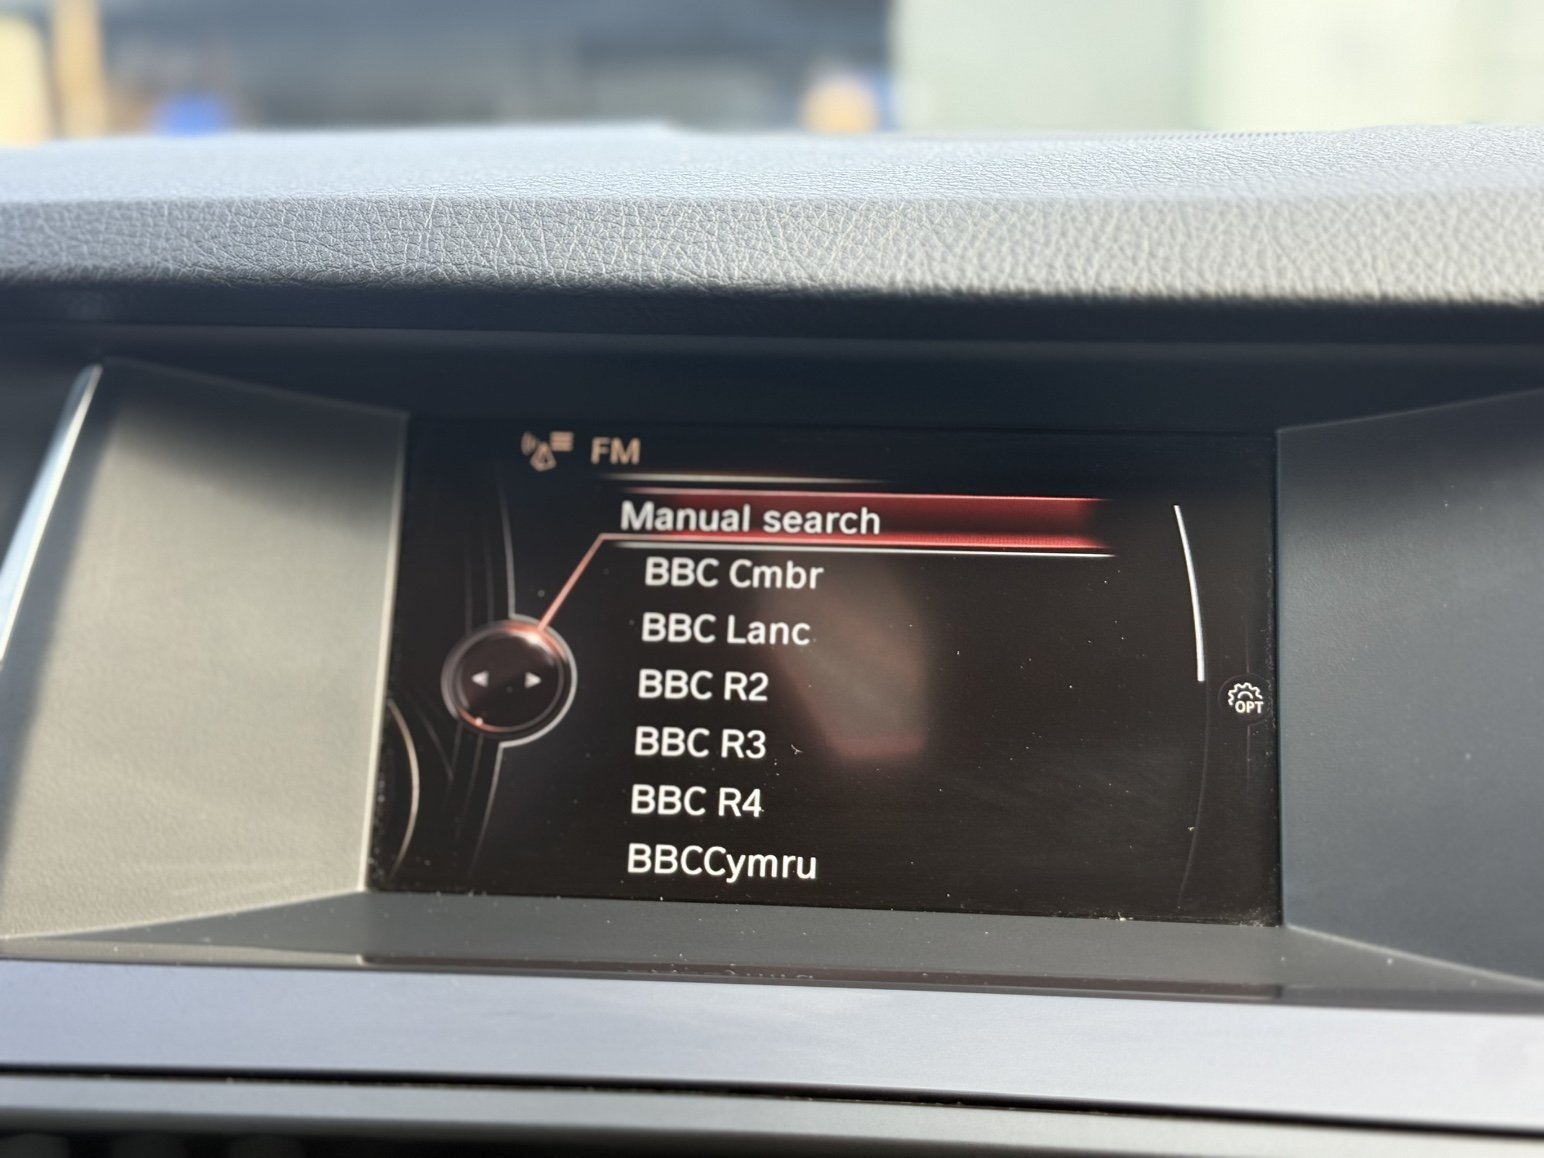 FM
Manual search
BBC Cmbr
BBC Lanc
BBC R2
BBC R3
BBC R4
BBCCymru
OPT